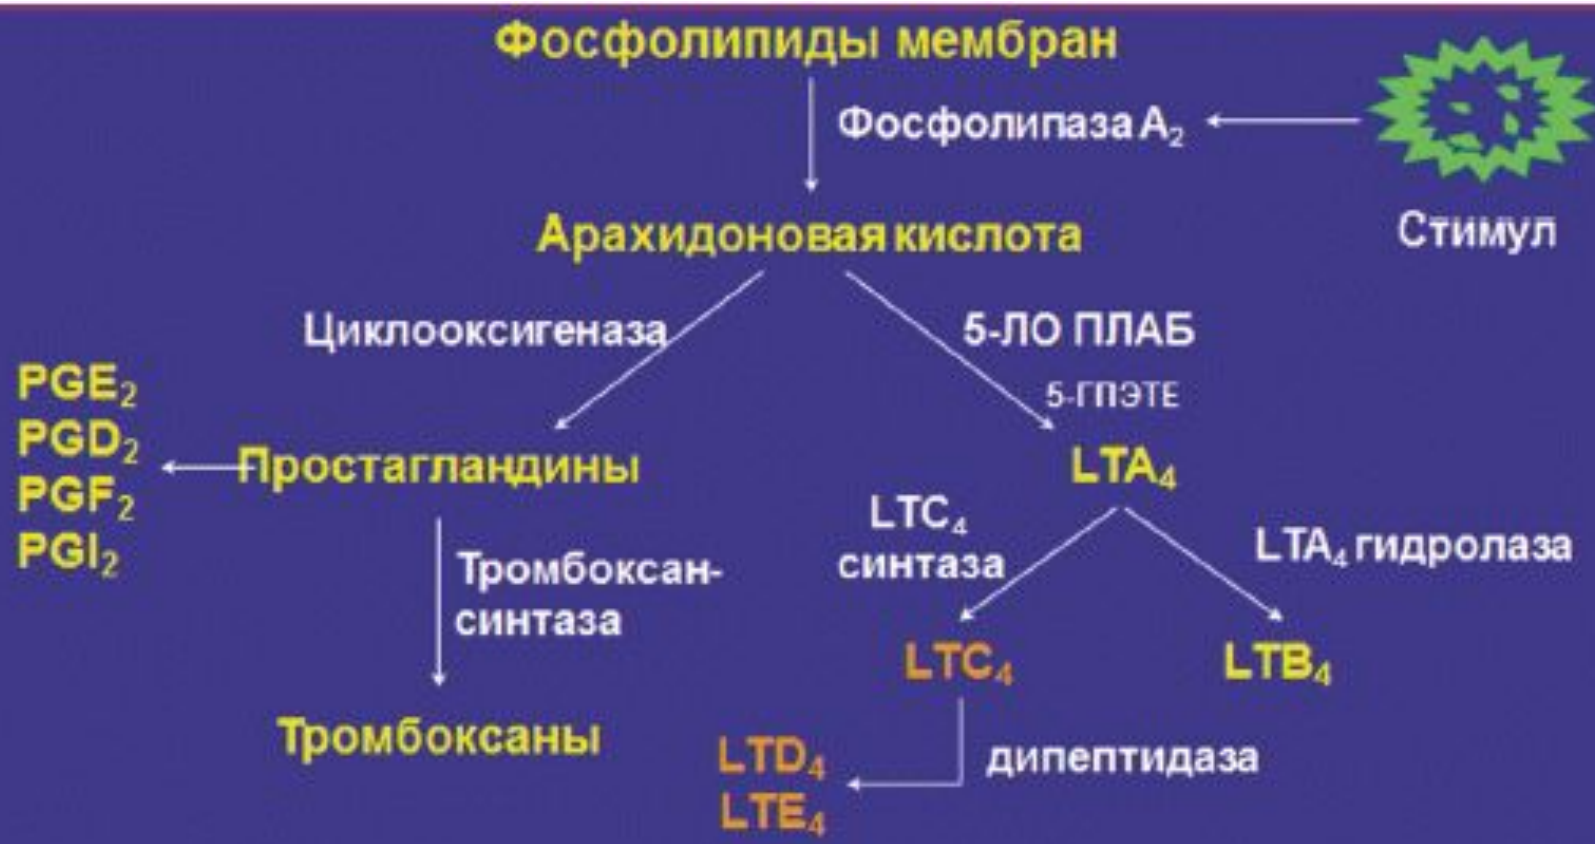 Фосфолипиды мембран
Фосфолипаза А₂
Стимул
Арахидоновая кислота
Циклооксигеназа
5-ЛО ПЛАБ
5-ГПЭТЕ
PGE₂
PGD₂
PGF₂
PGI₂
Простагландины
LTA₄
LTC₄
синтаза
LTA₄ гидролаза
Тромбоксан-
синтаза
LTC₄
LTB₄
Тромбоксаны
LTD₄
LTE₄
дипептидаза